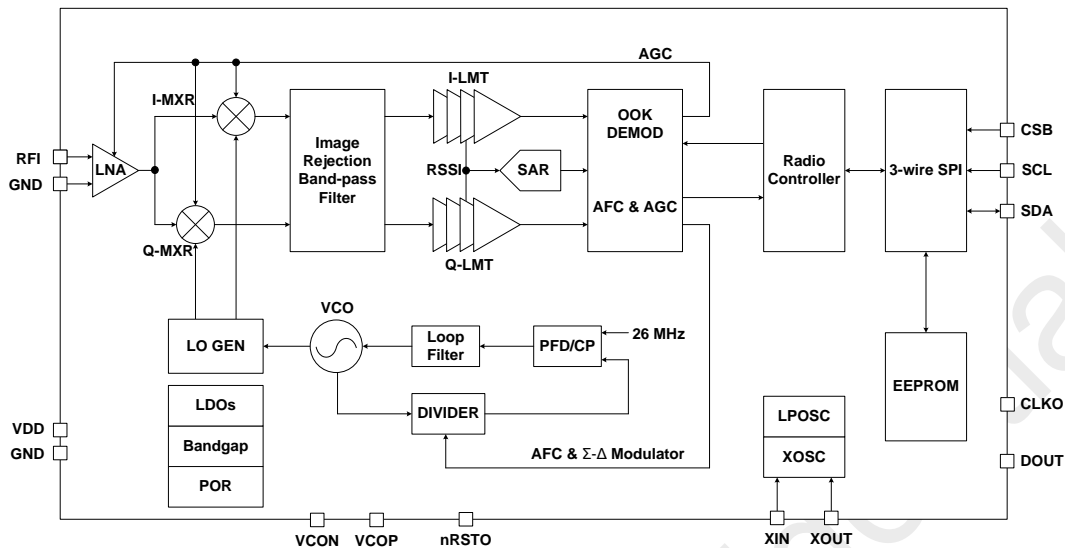 AGC
I-LMT
I-MXR
OOK
DEMOD
CSB
Image
Rejection
Band-pass
Filter
RFI
LNA
RSSI
SAR
Radio
Controller
3-wire SPI
SCL
GND
AFC & AGC
SDA
Q-MXR
Q-LMT
VCO
LO GEN
Loop
Filter
PFD/CP
26 MHz
EEPROM
LDOs
DIVIDER
LPOSC
CLKO
VDD
Bandgap
AFC & Σ-Δ Modulator
XOSC
GND
DOUT
POR
VCON
VCOP
nRSTO
XIN
XOUT